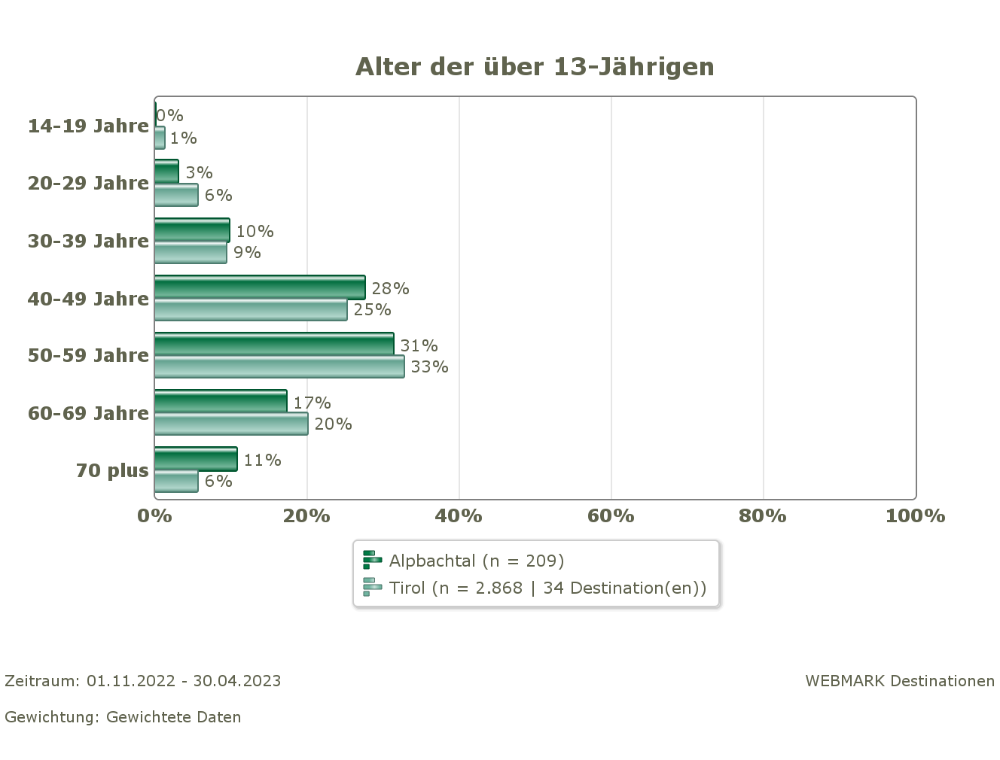 Alter der über 13-Jährigen
14-19 Jahre
0%
1%
20-29 Jahre
3%
6%
30-39 Jahre
10%
9%
40-49 Jahre
28%
25%
50-59 Jahre
31%
33%
60-69 Jahre
17%
20%
70 plus
11%
6%
0% 20% 40% 60% 80% 100%
Alpbachtal (n = 209)
Tirol (n = 2.868 | 34 Destination(en))
Zeitraum: 01.11.2022 - 30.04.2023
WEBMARK Destinationen
Gewichtung: Gewichtete Daten